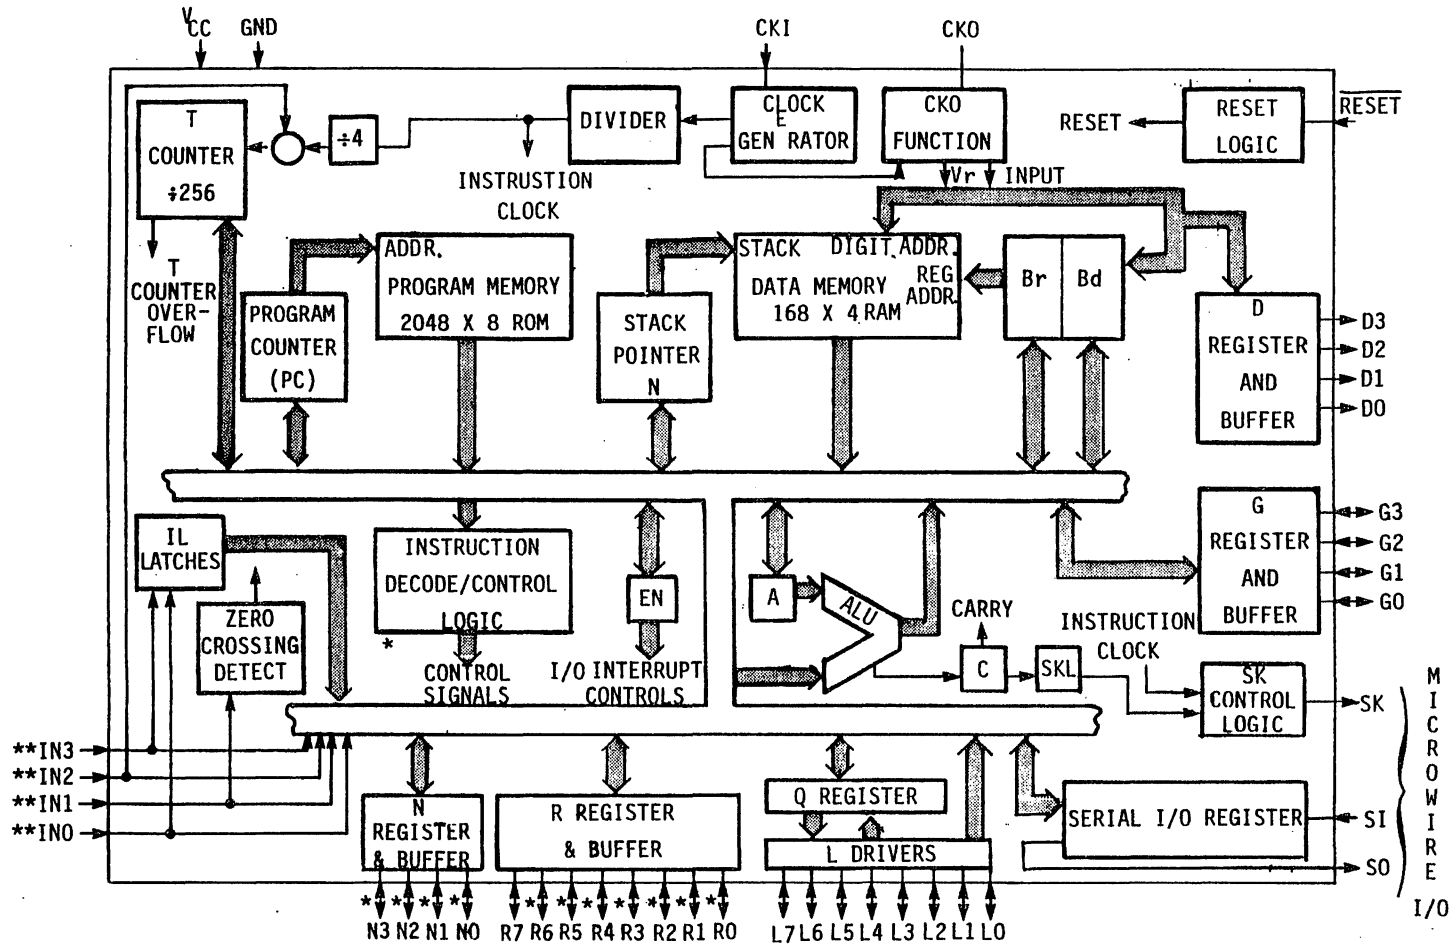 VCC
GND
CKI
CKO
T
COUNTER
÷256
÷4
DIVIDER
CLOCK
E
GEN RATOR
CKO
FUNCTION
RESET
RESET
LOGIC
RESET
INSTRUSTION
CLOCK
Vr
INPUT
T
COUNTER
OVER-
FLOW
PROGRAM
COUNTER
(PC)
ADDR.
PROGRAM MEMORY
2048 X 8 ROM
STACK
POINTER
N
STACK
DIGIT ADDR.
DATA MEMORY
168 X 4 RAM
REG
ADDR.
Br
Bd
D
REGISTER
AND
BUFFER
D3
D2
D1
D0
IL
LATCHES
ZERO
CROSSING
DETECT
INSTRUCTION
DECODE/CONTROL
LOGIC
*
CONTROL
SIGNALS
EN
I/O INTERRUPT
CONTROLS
A
ALU
CARRY
C
SKL
INSTRUCTION
CLOCK
G
REGISTER
AND
BUFFER
G3
G2
G1
G0
SK
CONTROL
LOGIC
SK
**IN3
**IN2
**IN1
**IN0
N
REGISTER
& BUFFER
R REGISTER
& BUFFER
Q REGISTER
L DRIVERS
SERIAL I/O REGISTER
SI
SO
MICROWIRE
I/O
* * * *
N3 N2 N1 N0
* * * * * * *
R7 R6 R5 R4 R3 R2 R1 R0
L7 L6 L5 L4 L3 L2 L1 L0